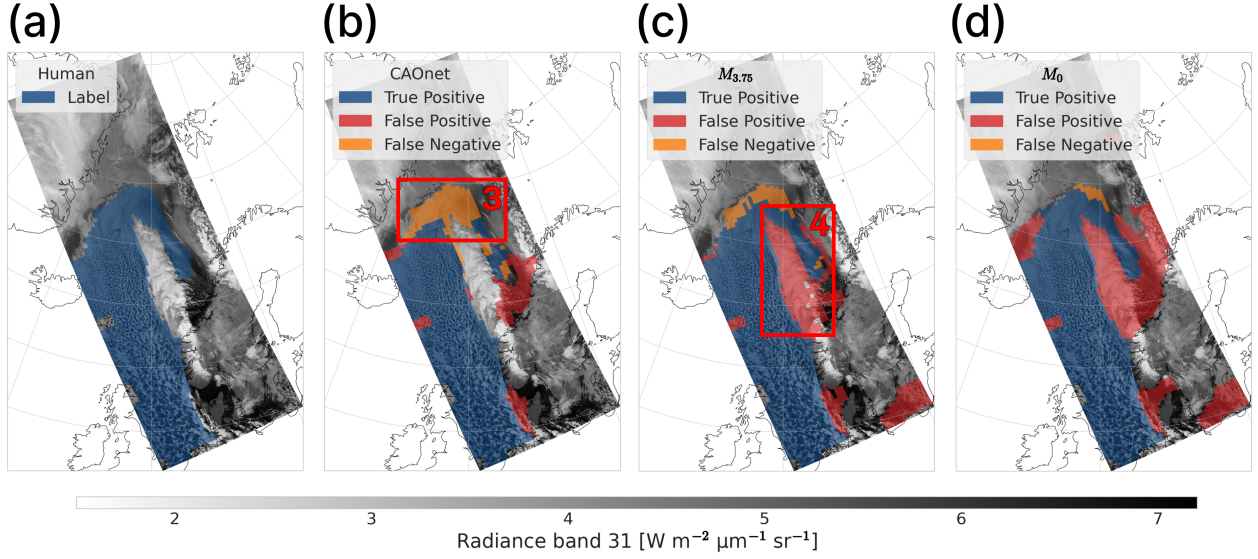 (a)
(b)
(c)
(d)
Human
Label
CAOnet
True Positive
False Positive
False Negative
3
M3.75
True Positive
False Positive
False Negative
4
M0
True Positive
False Positive
False Negative
2 3 4 5 6 7
Radiance band 31 [W m⁻² μm⁻¹ sr⁻¹]